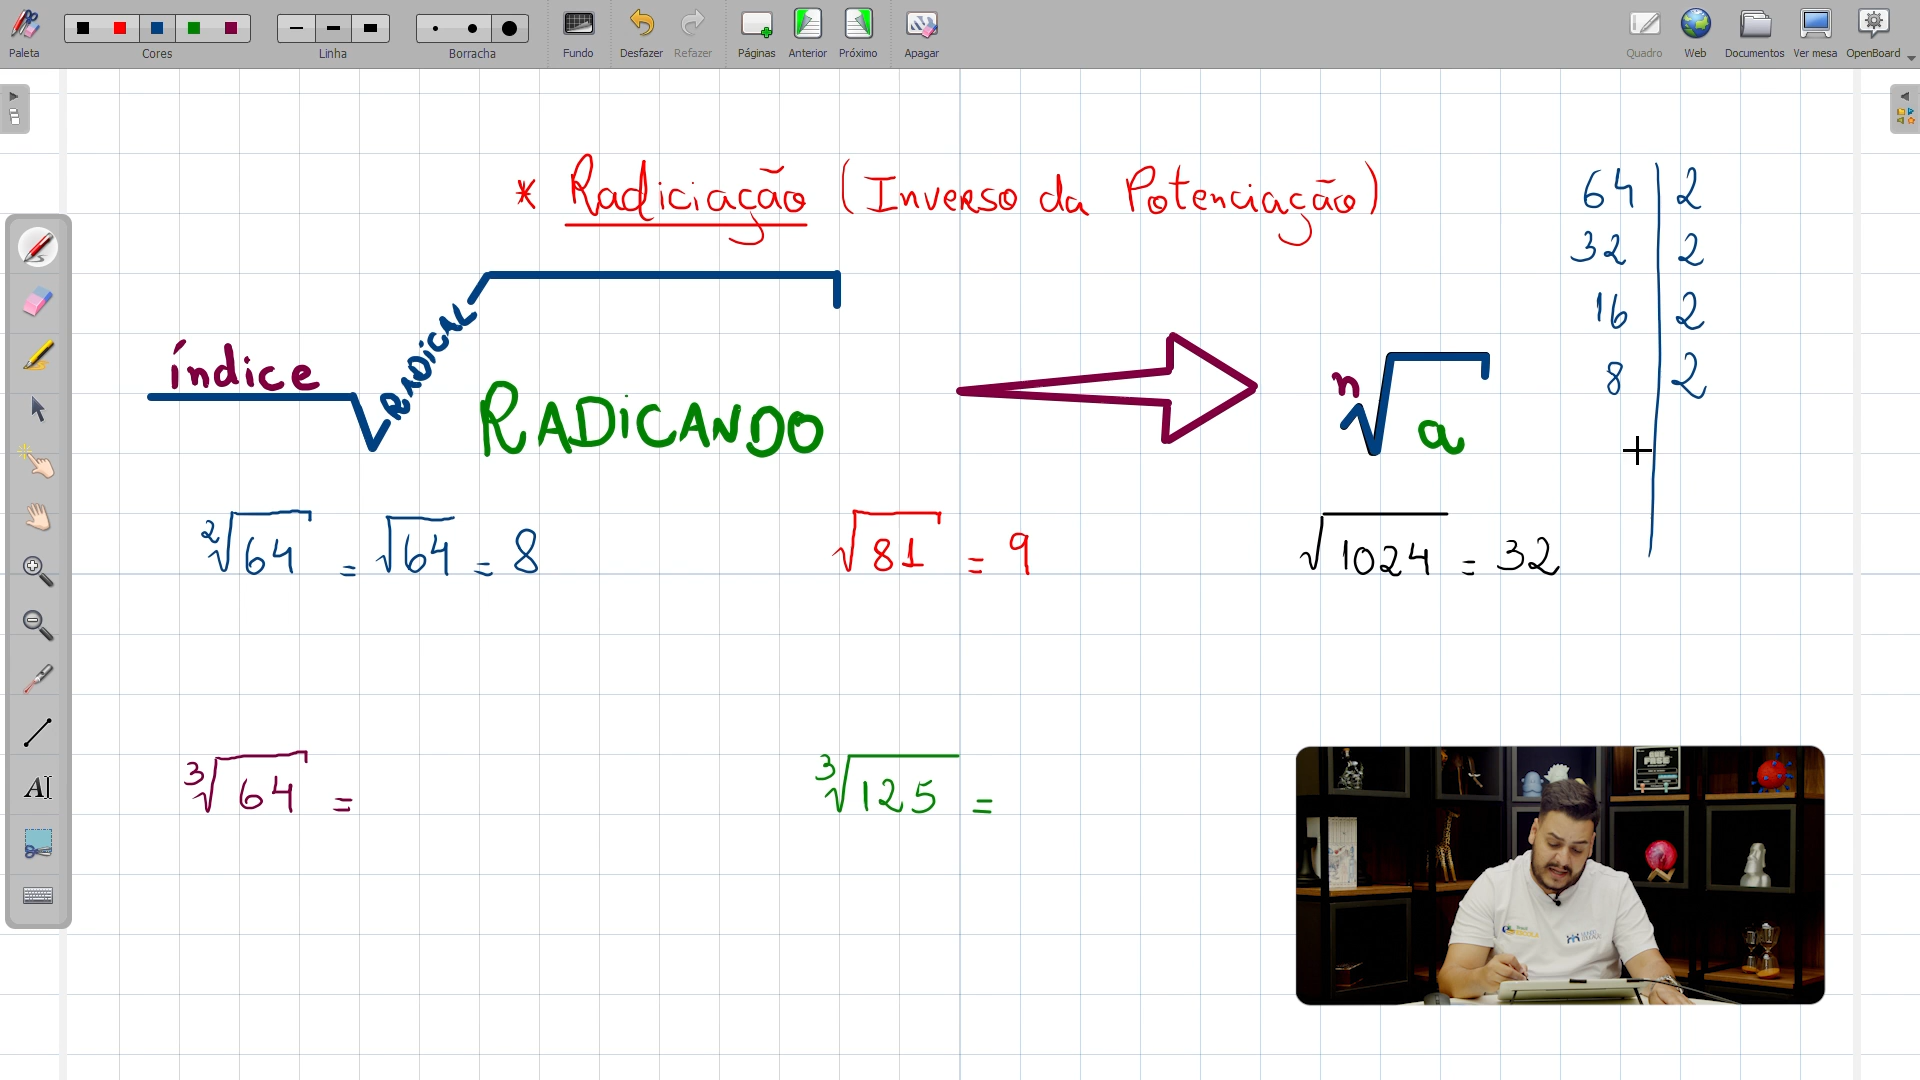 Paleta
Cores
Linha
Borracha
Fundo
Desfazer
Refazer
Páginas
Anterior
Próximo
Apagar
Quadro
Web
Documentos
Ver mesa
OpenBoard
* Radiciação (Inverso da Potenciação)
64 | 2
32 | 2
16 | 2
8 | 2
índice
RADICAL
RADICANDO
n√a
²√64 = √64 = 8
√81 = 9
√1024 = 32
³√64 =
³√125 =
AI